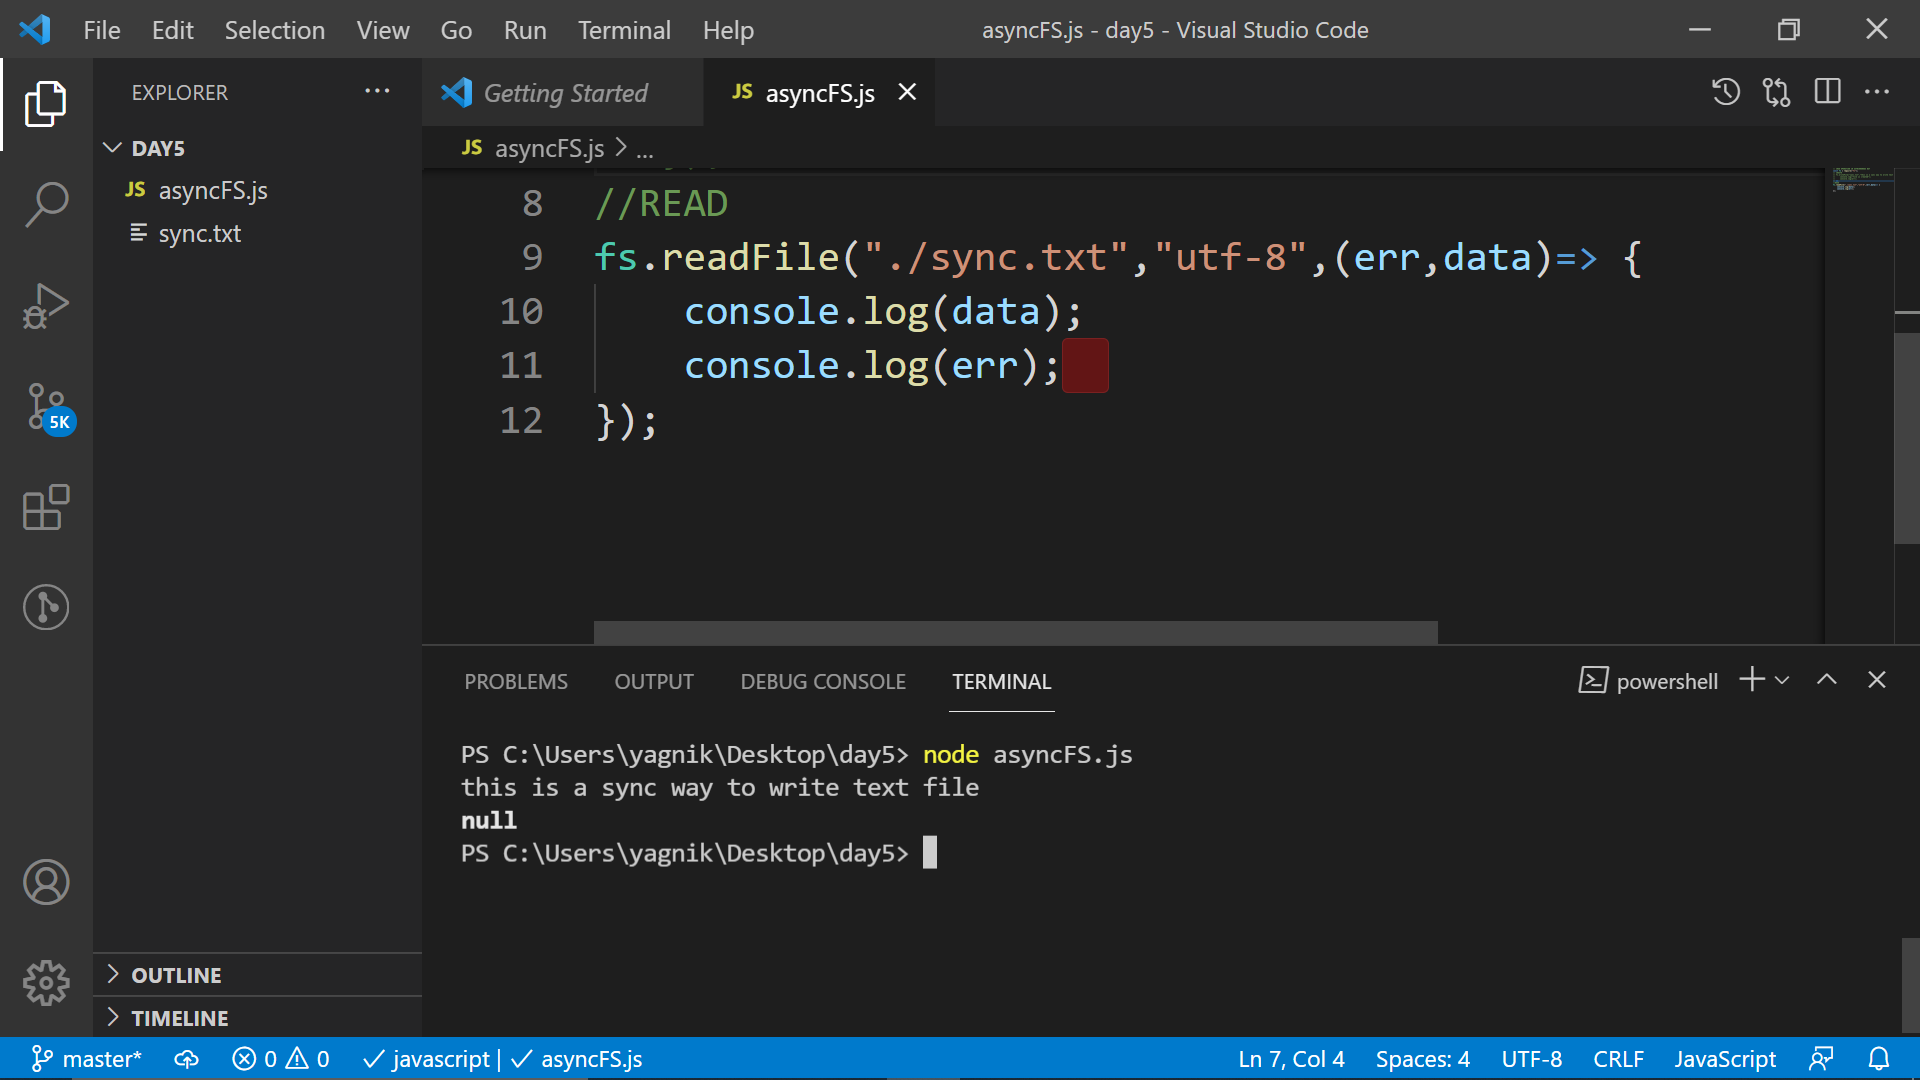 File Edit Selection View Go Run Terminal Help asyncFS.js - day5 - Visual Studio Code
EXPLORER ...
DAY5
JS asyncFS.js
sync.txt
5K
OUTLINE
TIMELINE
Getting Started JS asyncFS.js
JS asyncFS.js > ...
8 //READ
9 fs.readFile("./sync.txt","utf-8",(err,data)=> {
10 console.log(data);
11 console.log(err);
12 });
PROBLEMS OUTPUT DEBUG CONSOLE TERMINAL powershell
PS C:\Users\yagnik\Desktop\day5> node asyncFS.js
this is a sync way to write text file
null
PS C:\Users\yagnik\Desktop\day5>
master* 0 0 javascript | asyncFS.js Ln 7, Col 4 Spaces: 4 UTF-8 CRLF JavaScript